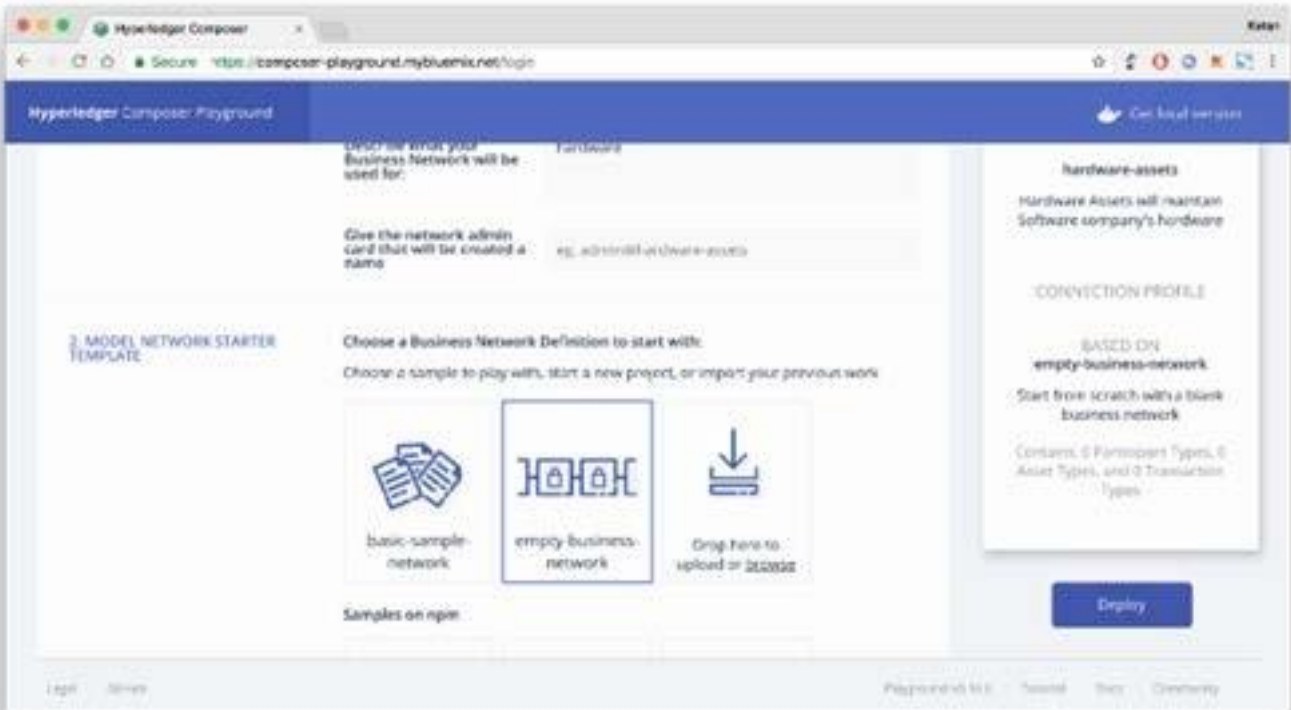 Hyperledger Composer
Ketan
Secure https://composer-playground.mybluemix.net/login
Hyperledger Composer Playground
Get local version
Describe what your
Business Network will be
used for:
hardware
Give the network admin
card that will be created a
name
eg. admin@hardware-assets
2. MODEL NETWORK STARTER
TEMPLATE
Choose a Business Network Definition to start with:
Choose a sample to play with, start a new project, or import your previous work
basic-sample-
network
empty-business-
network
Drop here to
upload or browse
Samples on npm
hardware-assets
Hardware Assets will maintain
Software company's hardware
CONNECTION PROFILE
BASED ON
empty-business-network
Start from scratch with a blank
business network
Contains: 0 Participant Types, 0
Asset Types, and 0 Transaction
Types
Deploy
Legal
GitHub
Playground
Tutorial
Docs
Community